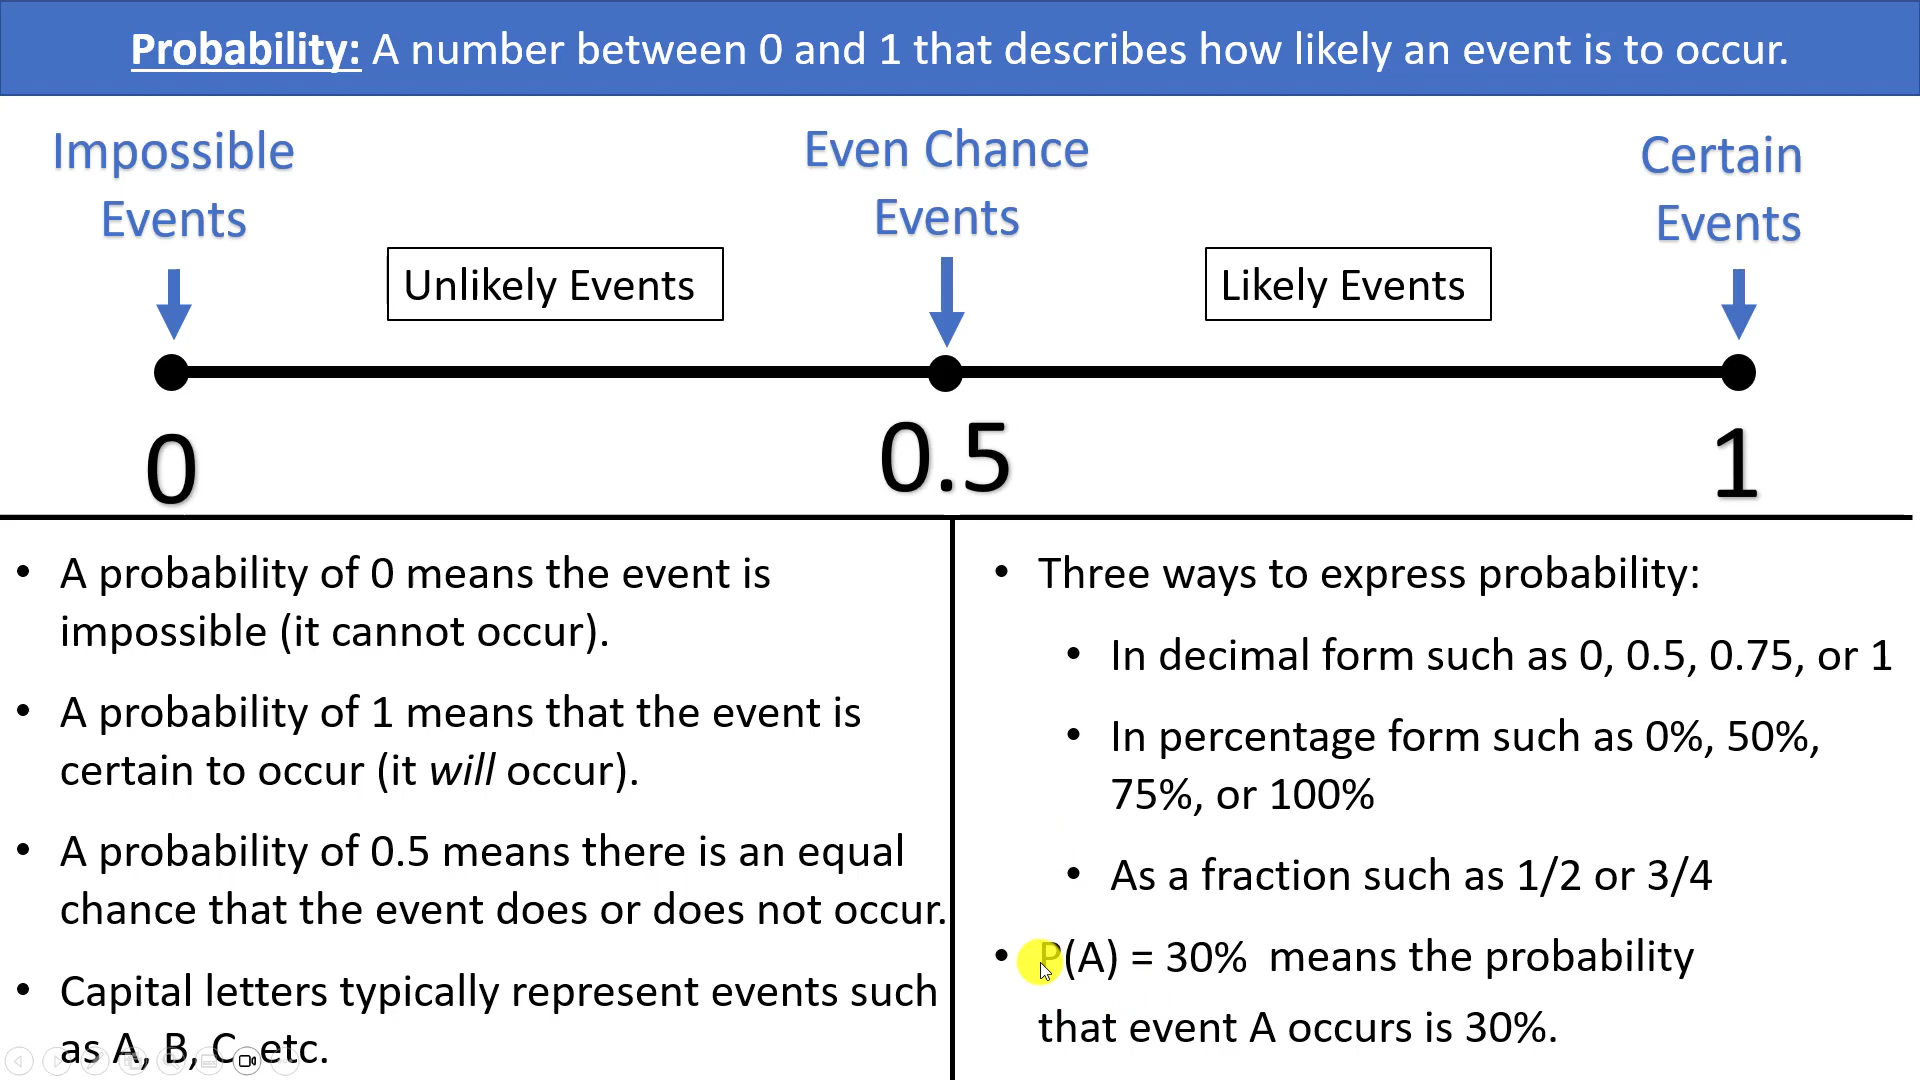 Probability: A number between 0 and 1 that describes how likely an event is to occur.
Impossible
Events
Even Chance
Events
Certain
Events
Unlikely Events
Likely Events
0
0.5
1
• A probability of 0 means the event is
impossible (it cannot occur).
• A probability of 1 means that the event is
certain to occur (it will occur).
• A probability of 0.5 means there is an equal
chance that the event does or does not occur.
• Capital letters typically represent events such
as A, B, C, etc.
• Three ways to express probability:
• In decimal form such as 0, 0.5, 0.75, or 1
• In percentage form such as 0%, 50%,
75%, or 100%
• As a fraction such as 1/2 or 3/4
• P(A) = 30% means the probability
that event A occurs is 30%.